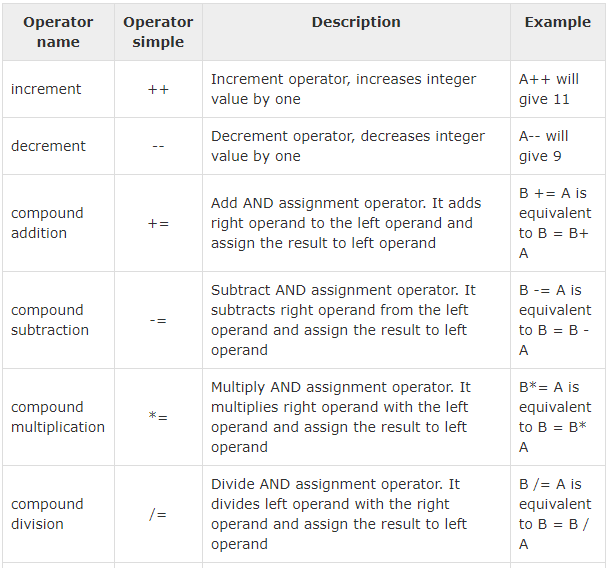 Operator name
Operator simple
Description
Example
increment
++
Increment operator, increases integer
value by one
A++ will
give 11
decrement
--
Decrement operator, decreases integer
value by one
A-- will
give 9
compound
addition
+=
Add AND assignment operator. It adds
right operand to the left operand and
assign the result to left operand
B += A is
equivalent
to B = B+
A
compound
subtraction
-=
Subtract AND assignment operator. It
subtracts right operand from the left
operand and assign the result to left
operand
B -= A is
equivalent
to B = B -
A
compound
multiplication
*=
Multiply AND assignment operator. It
multiplies right operand with the left
operand and assign the result to left
operand
B*= A is
equivalent
to B = B*
A
compound
division
/=
Divide AND assignment operator. It
divides left operand with the right
operand and assign the result to left
operand
B /= A is
equivalent
to B = B /
A